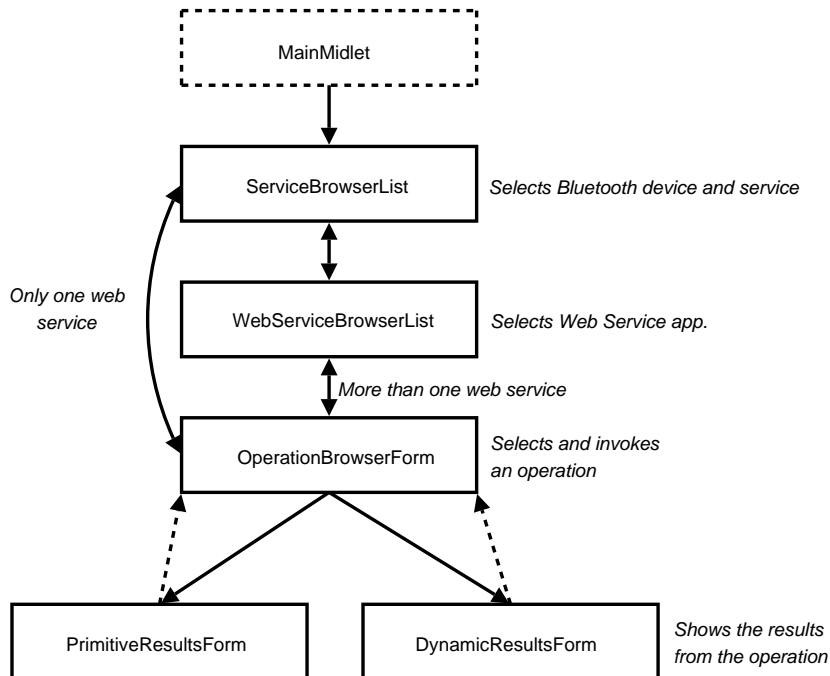 MainMidlet
ServiceBrowserList
Selects Bluetooth device and service
Only one web
service
WebServiceBrowserList
Selects Web Service app.
More than one web service
OperationBrowserForm
Selects and invokes
an operation
PrimitiveResultsForm
DynamicResultsForm
Shows the results
from the operation